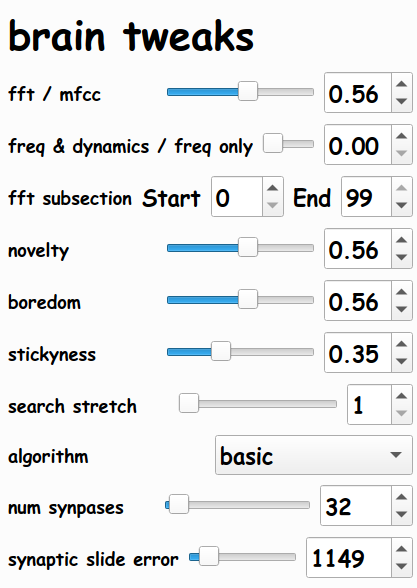 brain tweaks
fft / mfcc 0.56
freq & dynamics / freq only 0.00
fft subsection Start 0 End 99
novelty 0.56
boredom 0.56
stickyness 0.35
search stretch 1
algorithm basic
num synpases 32
synaptic slide error 1149